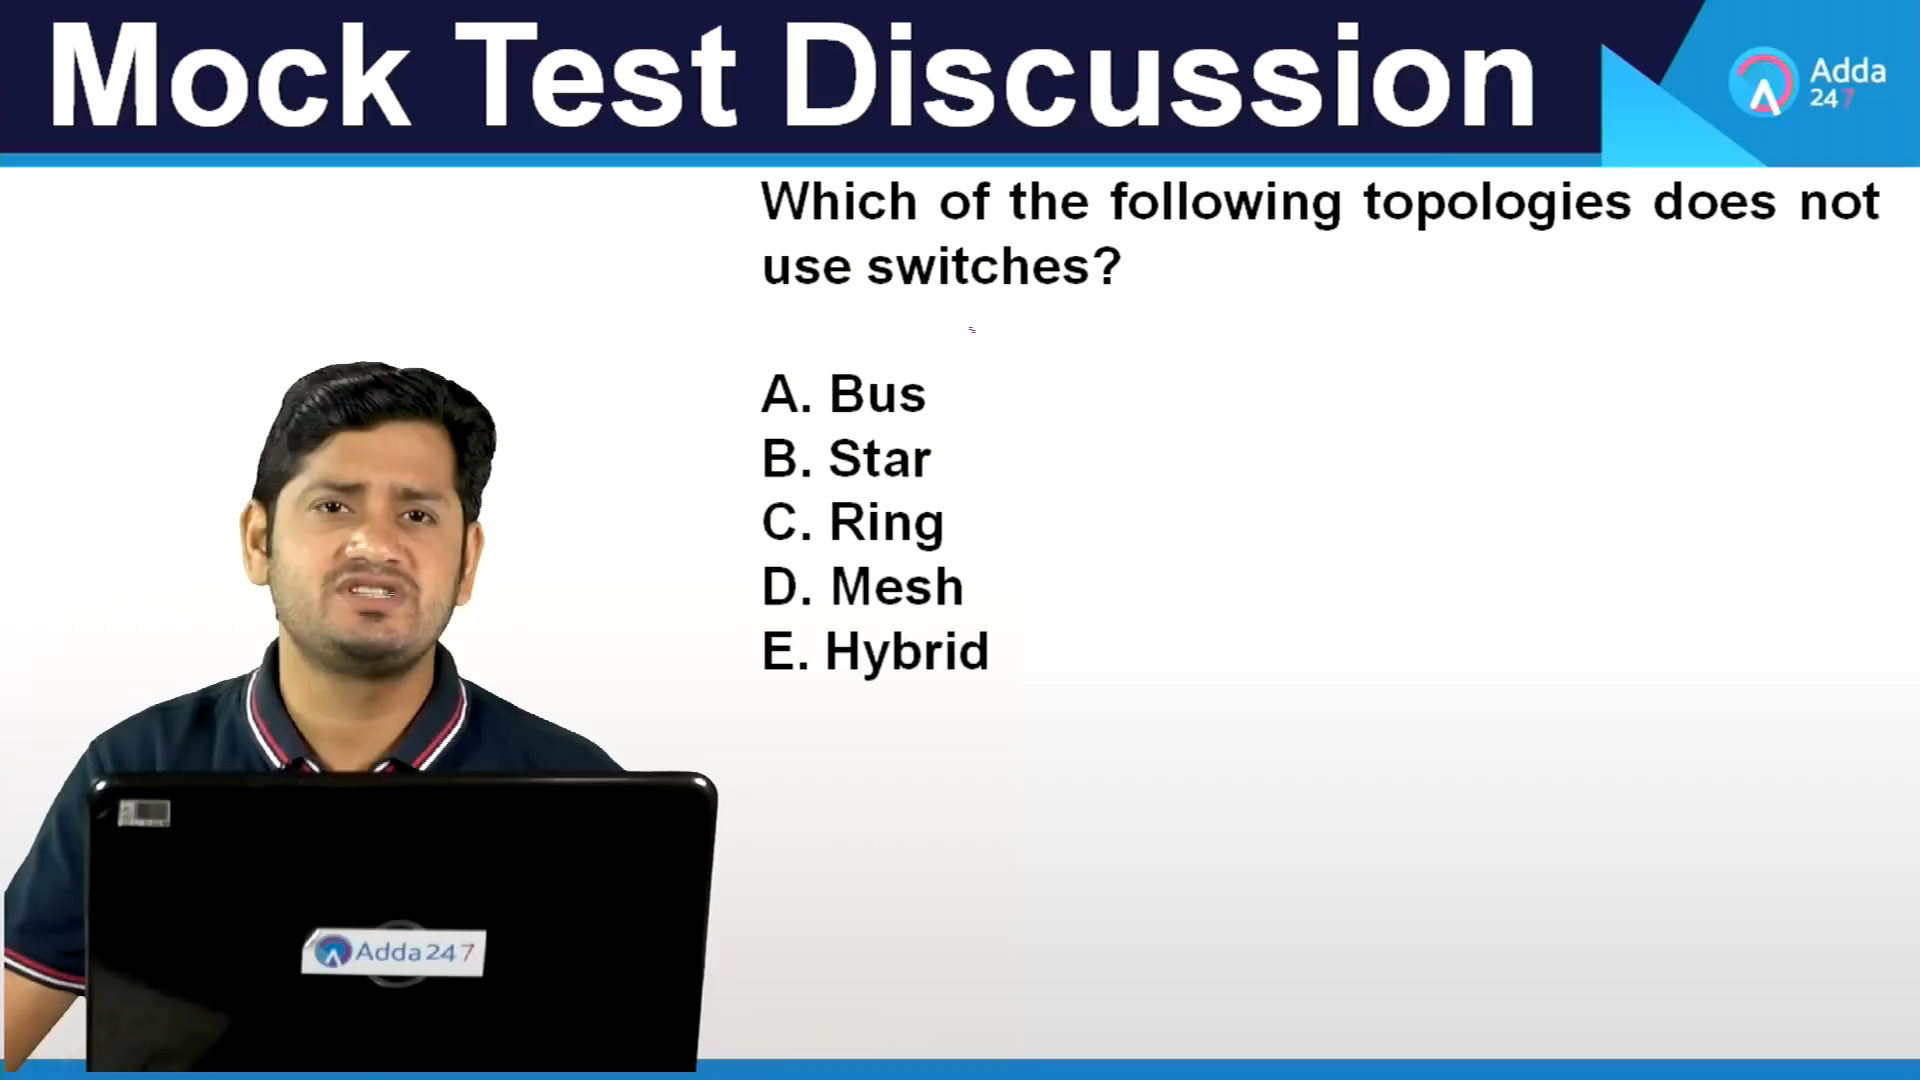 Mock Test Discussion
Adda
247
Which of the following topologies does not
use switches?
A. Bus
B. Star
C. Ring
D. Mesh
E. Hybrid
Adda247